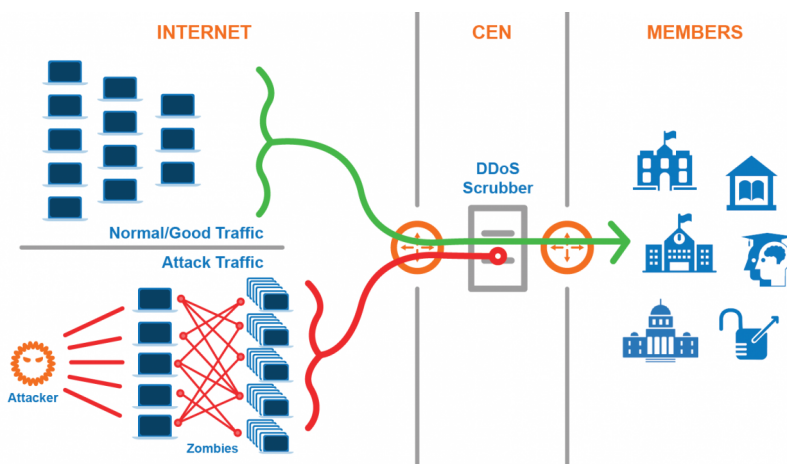 INTERNET
CEN
MEMBERS
DDoS
Scrubber
Normal/Good Traffic
Attack Traffic
Attacker
Zombies